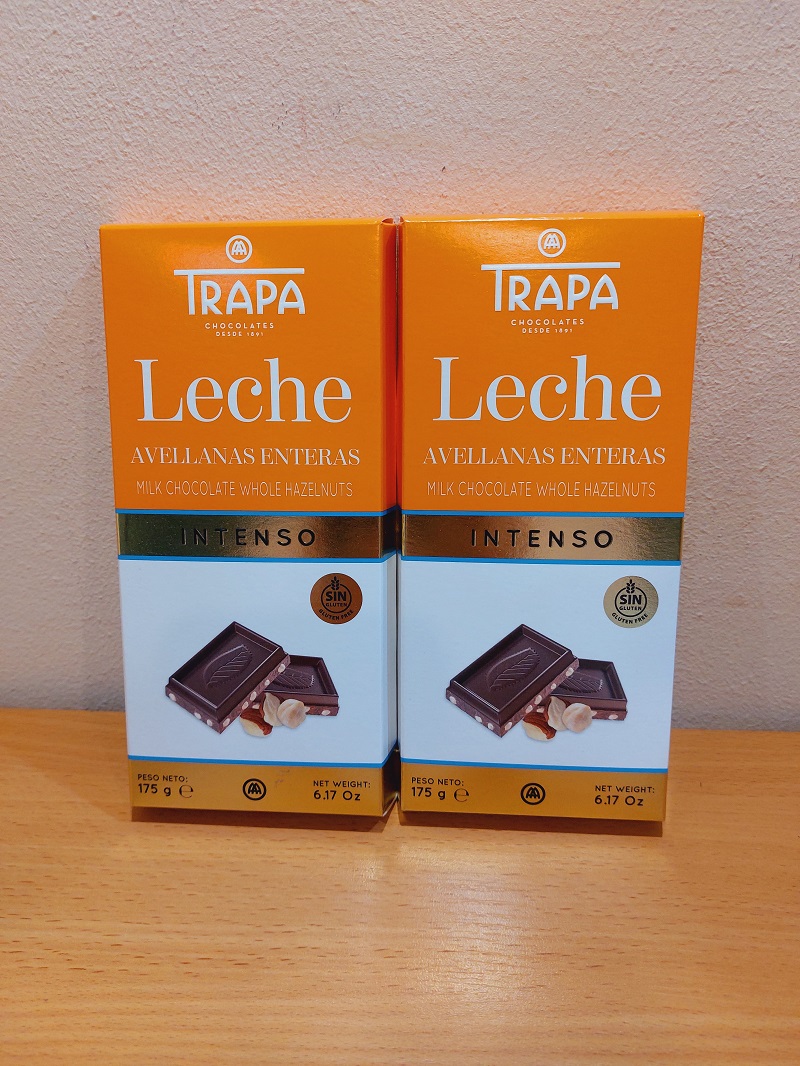 TRAPA
CHOCOLATES
DESDE 1891
Leche
AVELLANAS ENTERAS
MILK CHOCOLATE WHOLE HAZELNUTS
INTENSO
SIN
GLUTEN
GLUTEN FREE
PESO NETO:
175 g ℮
NET WEIGHT:
6.17 Oz
TRAPA
CHOCOLATES
DESDE 1891
Leche
AVELLANAS ENTERAS
MILK CHOCOLATE WHOLE HAZELNUTS
INTENSO
SIN
GLUTEN
GLUTEN FREE
PESO NETO:
175 g ℮
NET WEIGHT:
6.17 Oz